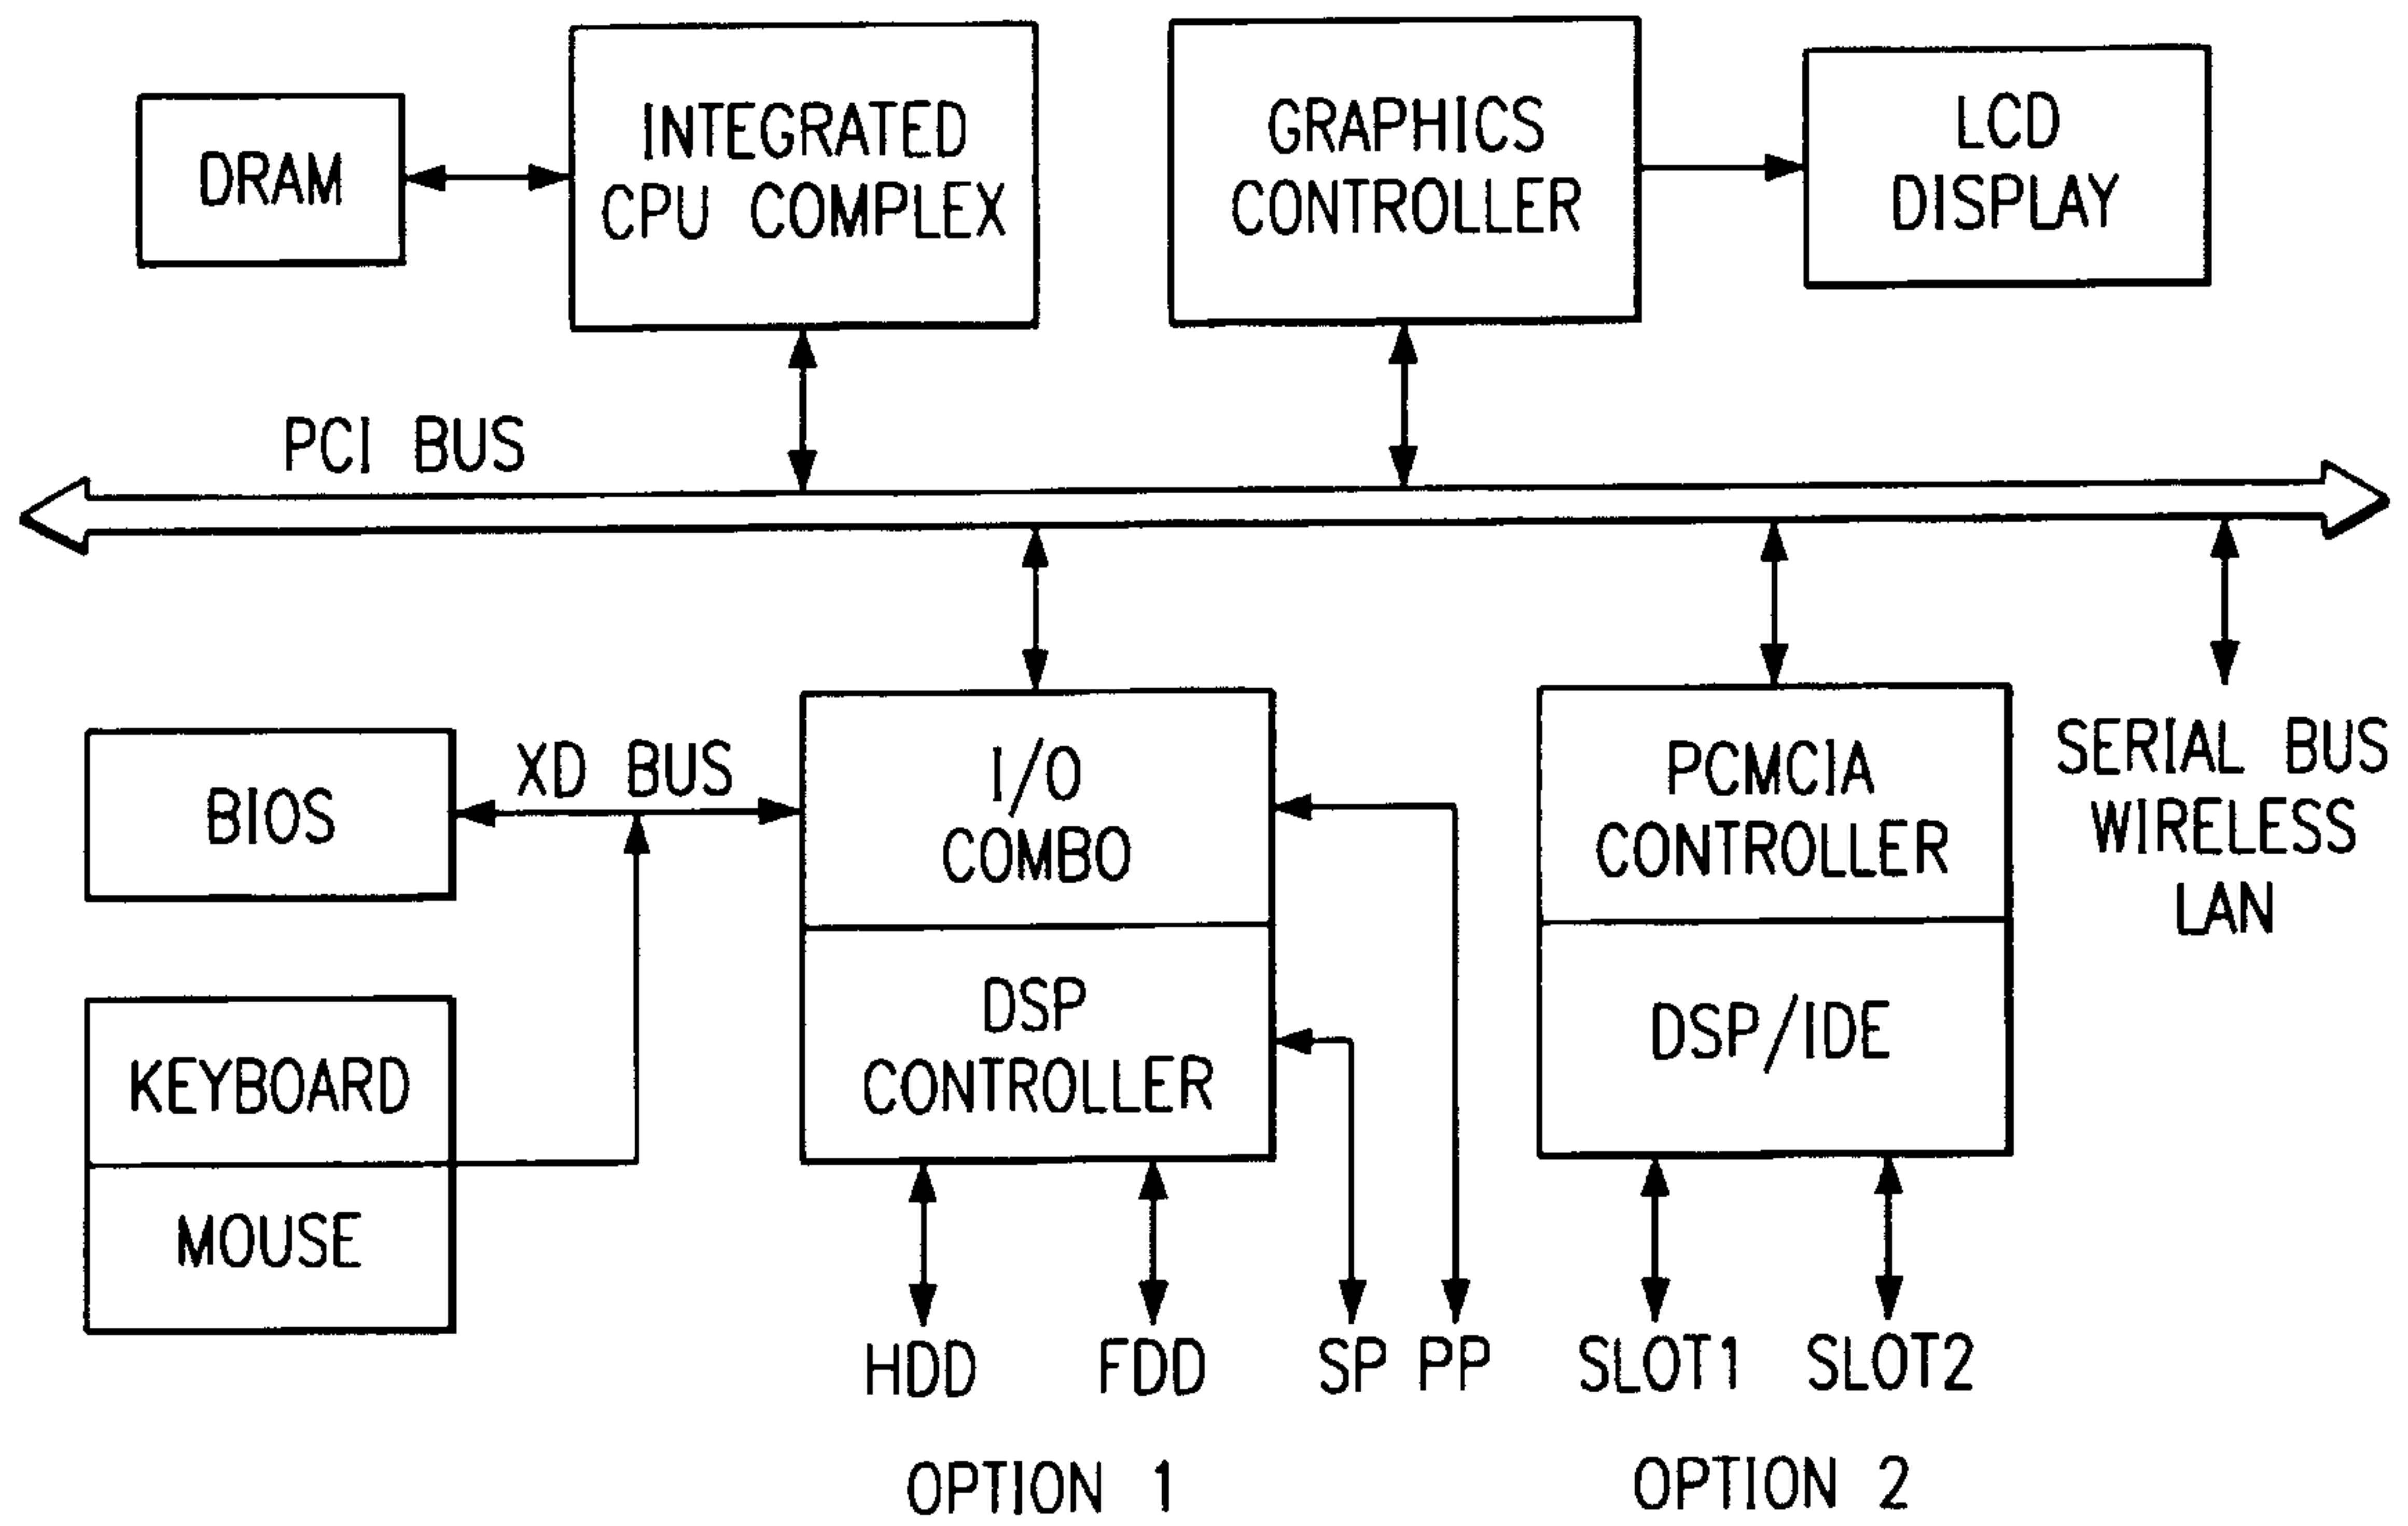 DRAM
INTEGRATED
CPU COMPLEX
GRAPHICS
CONTROLLER
LCD
DISPLAY
PCI BUS
BIOS
XD BUS
I/O
COMBO
DSP
CONTROLLER
PCMCIA
CONTROLLER
DSP/IDE
SERIAL BUS
WIRELESS
LAN
KEYBOARD
MOUSE
HDD
FDD
SP
PP
SLOT1
SLOT2
OPTION 1
OPTION 2